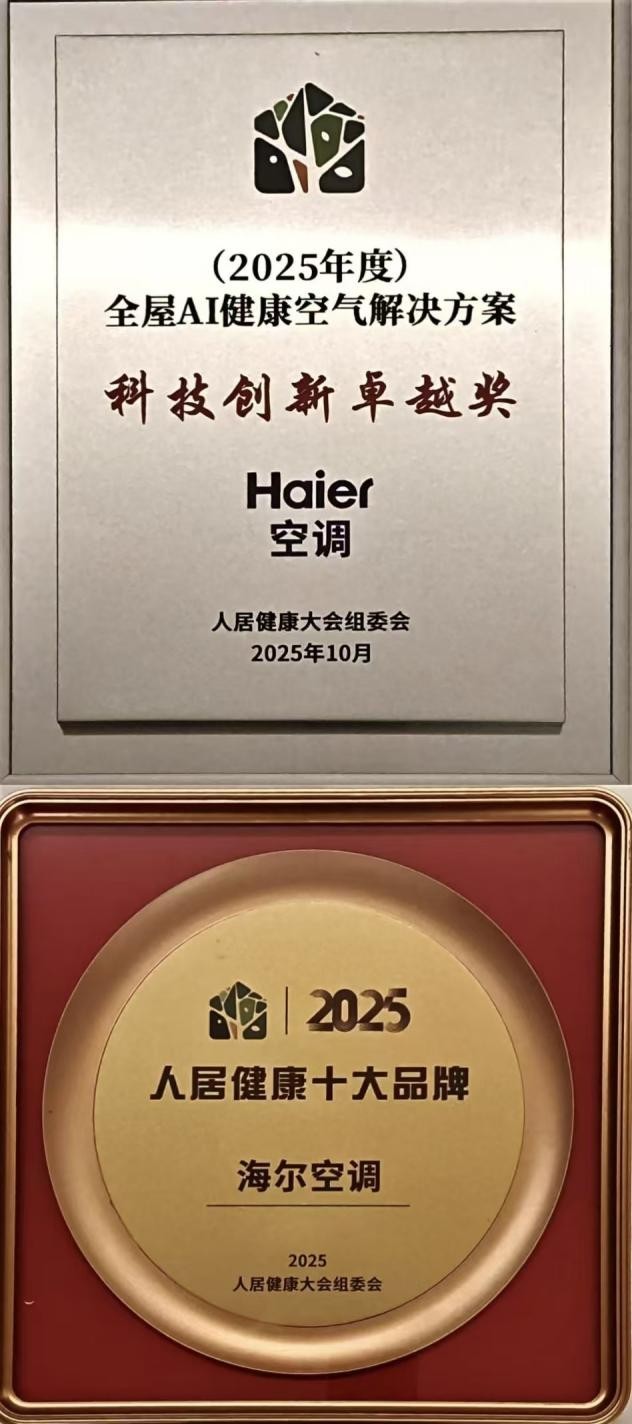 （2025年度）
全屋AI健康空气解决方案
科技创新卓越奖
Haier
空调
人居健康大会组委会
2025年10月
2025
人居健康十大品牌
海尔空调
2025
人居健康大会组委会